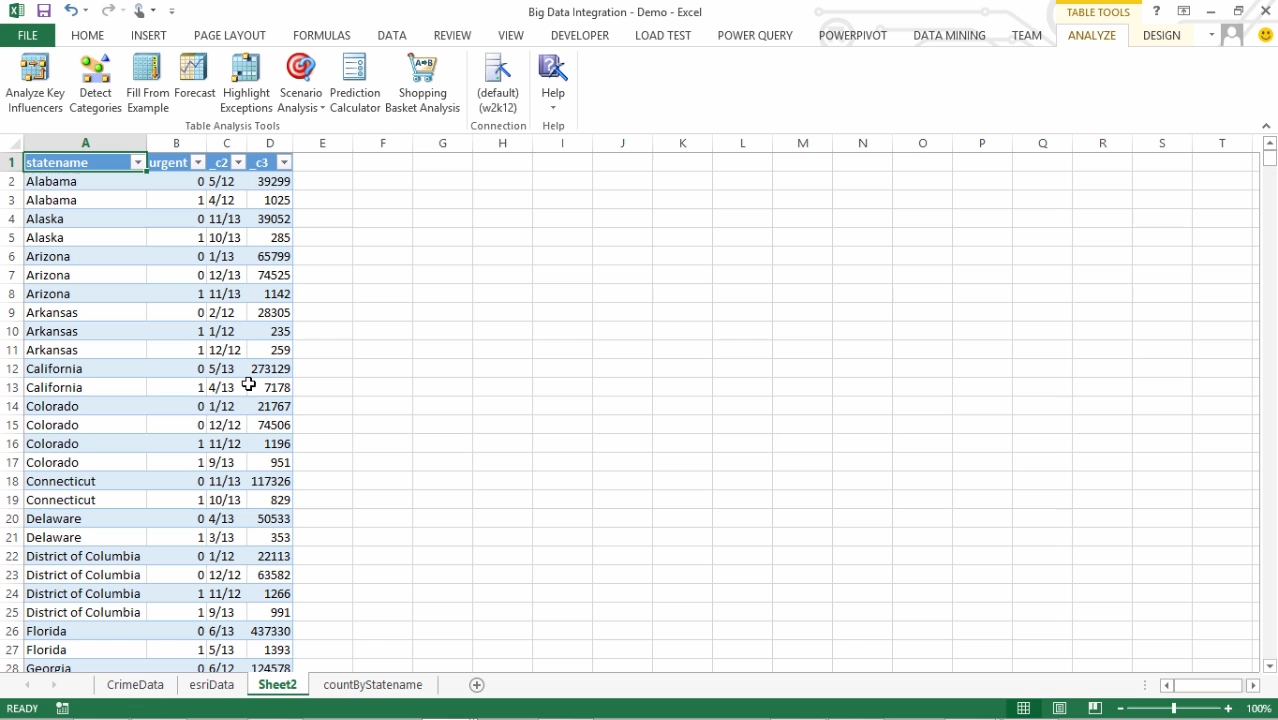 Big Data Integration - Demo - Excel
TABLE TOOLS
FILE HOME INSERT PAGE LAYOUT FORMULAS DATA REVIEW VIEW DEVELOPER LOAD TEST POWER QUERY POWERPIVOT DATA MINING TEAM ANALYZE DESIGN
Analyze Key Influencers
Detect Categories
Fill From Example
Forecast
Highlight Exceptions
Scenario Analysis
Prediction Calculator
Shopping Basket Analysis
(default) (w2k12)
Help
Table Analysis Tools Connection Help
A B C D E F G H I J K L M N O P Q R S T
1 statename urgent _c2 _c3
2 Alabama 0 5/12 39299
3 Alabama 1 4/12 1025
4 Alaska 0 11/13 39052
5 Alaska 1 10/13 285
6 Arizona 0 1/13 65799
7 Arizona 0 12/13 74525
8 Arizona 1 11/13 1142
9 Arkansas 0 2/12 28305
10 Arkansas 1 1/12 235
11 Arkansas 1 12/12 259
12 California 0 5/13 273129
13 California 1 4/13 7178
14 Colorado 0 1/12 21767
15 Colorado 0 12/12 74506
16 Colorado 1 11/12 1196
17 Colorado 1 9/13 951
18 Connecticut 0 11/13 117326
19 Connecticut 1 10/13 829
20 Delaware 0 4/13 50533
21 Delaware 1 3/13 353
22 District of Columbia 0 1/12 22113
23 District of Columbia 0 12/12 63582
24 District of Columbia 1 11/12 1266
25 District of Columbia 1 9/13 991
26 Florida 0 6/13 437330
27 Florida 1 5/13 1393
28 Georgia 0 6/12 124578
CrimeData esriData Sheet2 countByStatename
READY 100%